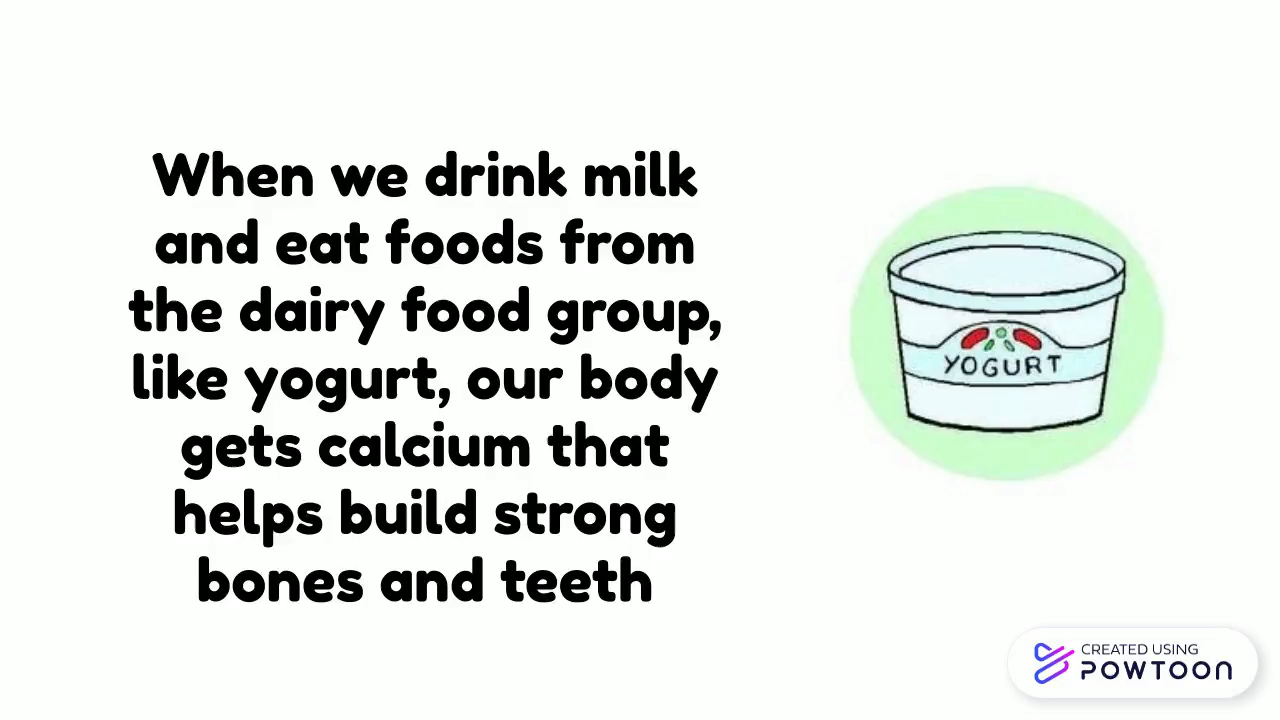 When we drink milk
and eat foods from
the dairy food group,
like yogurt, our body
gets calcium that
helps build strong
bones and teeth
YOGURT
CREATED USING
POWTOON